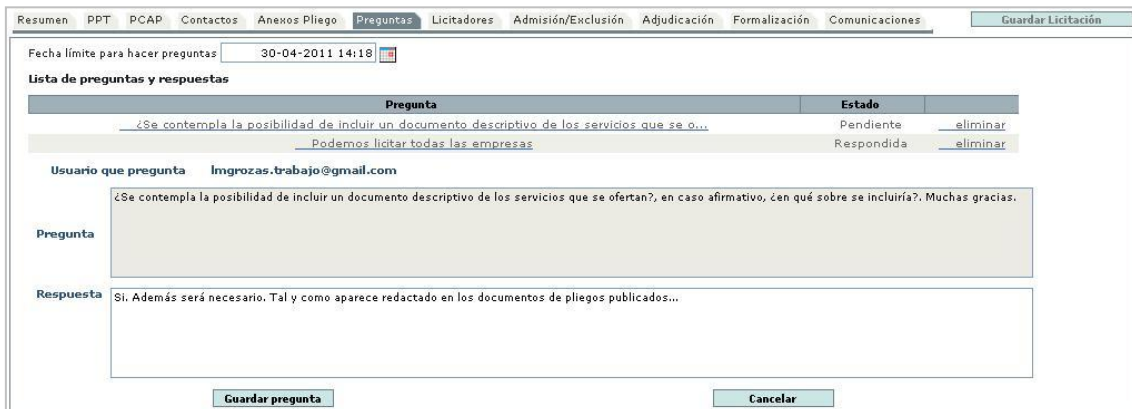 Resumen PPT PCAP Contactos Anexos Pliego Preguntas Licitadores Admisión/Exclusión Adjudicación Formalización Comunicaciones Guardar Licitación
Fecha límite para hacer preguntas 30-04-2011 14:18
Lista de preguntas y respuestas
Pregunta Estado
¿Se contempla la posibilidad de incluir un documento descriptivo de los servicios que se o... Pendiente eliminar
Podemos licitar todas las empresas Respondida eliminar
Usuario que pregunta lmgrozas.trabajo@gmail.com
¿Se contempla la posibilidad de incluir un documento descriptivo de los servicios que se ofertan?, en caso afirmativo, ¿en qué sobre se incluiría?. Muchas gracias.
Pregunta
Respuesta Si. Además será necesario. Tal y como aparece redactado en los documentos de pliegos publicados...
Guardar pregunta Cancelar